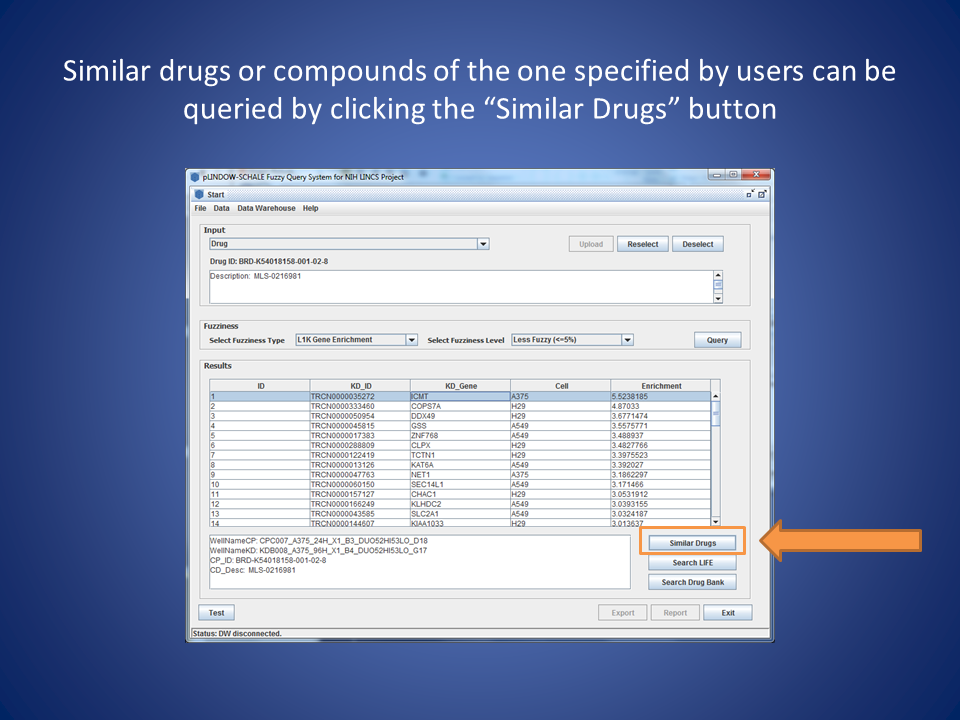 Similar drugs or compounds of the one specified by users can be
queried by clicking the “Similar Drugs” button
pLINDOW-SCHALE Fuzzy Query System for NIH LINCS Project
Start
File Data Data Warehouse Help
Input
Drug Upload Reselect Deselect
Drug ID: BRD-K54018158-001-02-8
Description: MLS-0216981
Fuzziness
Select Fuzziness Type L1K Gene Enrichment Select Fuzziness Level Less Fuzzy (<=5%) Query
Results
ID KD_ID KD_Gene Cell Enrichment
1 TRCN0000035272 ICMT A375 5.5238185
2 TRCN0000333460 COPS7A H29 4.87033
3 TRCN0000050954 DDX49 H29 3.6771474
4 TRCN0000045815 GSS A549 3.5575771
5 TRCN0000017383 ZNF768 A549 3.488937
6 TRCN0000288809 CLPX H29 3.4827766
7 TRCN0000122419 TCTN1 H29 3.3975523
8 TRCN0000013126 KAT6A A549 3.392027
9 TRCN0000047763 NET1 A375 3.1862297
10 TRCN0000060150 SEC14L1 A549 3.171466
11 TRCN0000157127 CHAC1 H29 3.0531912
12 TRCN0000166249 KLHDC2 A549 3.0393155
13 TRCN0000043585 SLC2A1 A549 3.0324187
14 TRCN0000144607 KIAA1033 H29 3.013637
WellNameCP: CPC007_A375_24H_X1_B3_DUO52HI53LO_D18
WellNameKD: KDB008_A375_96H_X1_B4_DUO52HI53LO_G17
CP_ID: BRD-K54018158-001-02-8
CD_Desc: MLS-0216981
Similar Drugs
Search LIFE
Search Drug Bank
Test Export Report Exit
Status: DW disconnected.